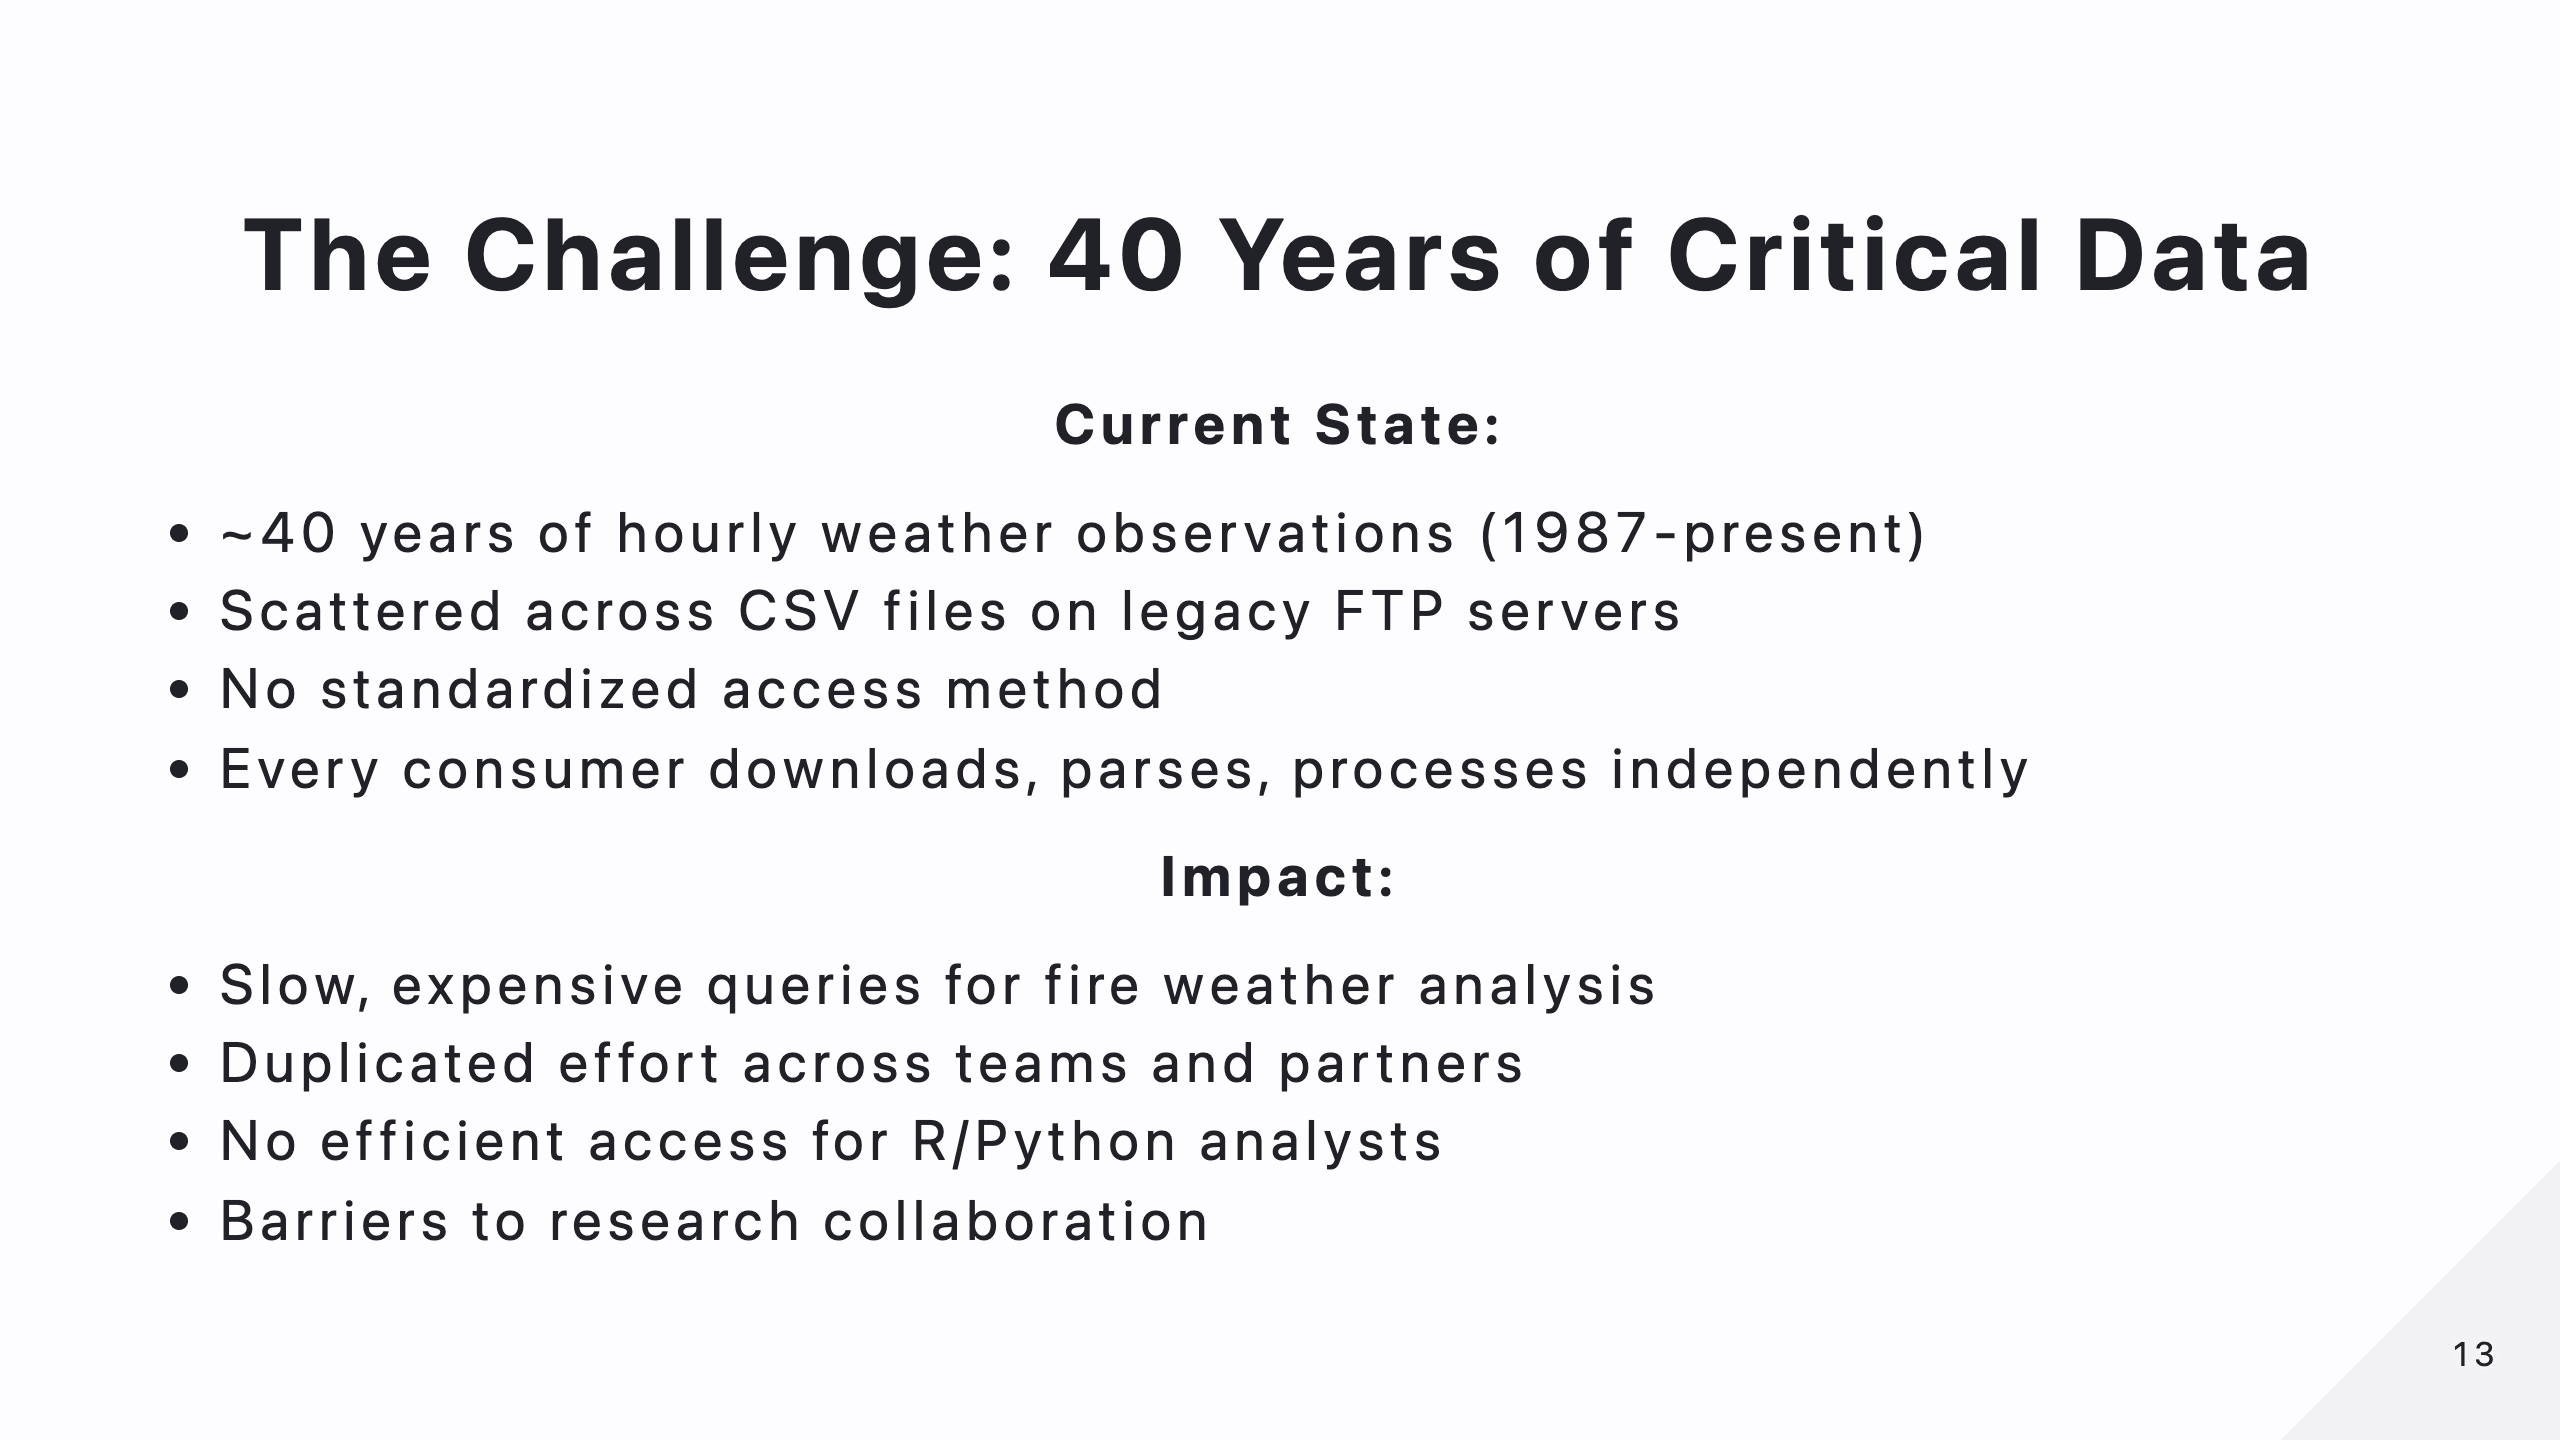 The Challenge: 40 Years of Critical Data
Current State:
• ~40 years of hourly weather observations (1987-present)
• Scattered across CSV files on legacy FTP servers
• No standardized access method
• Every consumer downloads, parses, processes independently
Impact:
• Slow, expensive queries for fire weather analysis
• Duplicated effort across teams and partners
• No efficient access for R/Python analysts
• Barriers to research collaboration
13